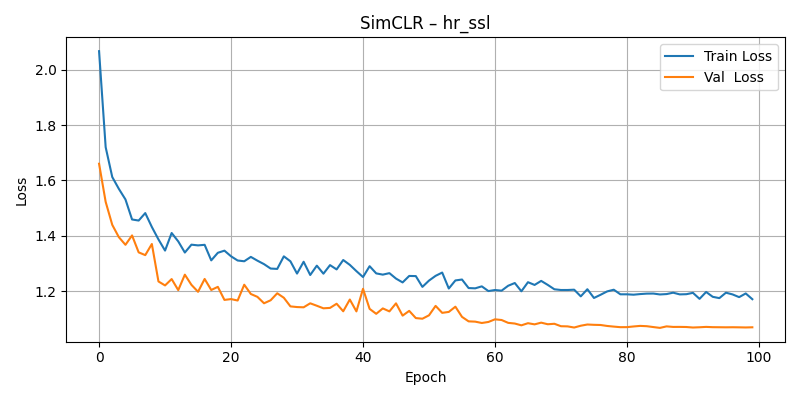 SimCLR – hr_ssl
Train Loss
Val  Loss
Loss
2.0
1.8
1.6
1.4
1.2
0 20 40 60 80 100
Epoch